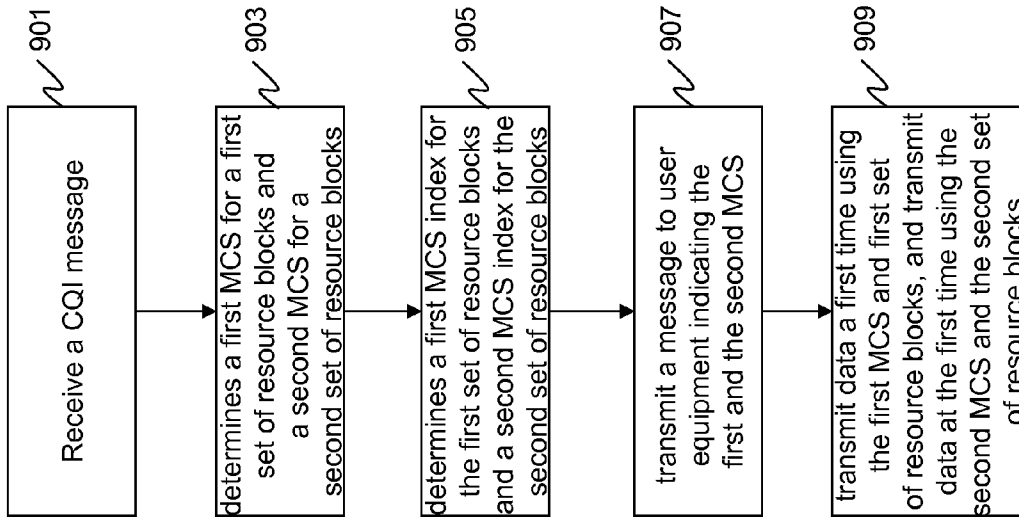 901
Receive a CQI message
903
determines a first MCS for a first
set of resource blocks and
a second MCS for a
second set of resource blocks
905
determines a first MCS index for
the first set of resource blocks
and a second MCS index for the
second set of resource blocks
907
transmit a message to user
equipment indicating the
first and the second MCS
909
transmit data a first time using
the first MCS and first set
of resource blocks, and transmit
data at the first time using the
second MCS and the second set
of resource blocks